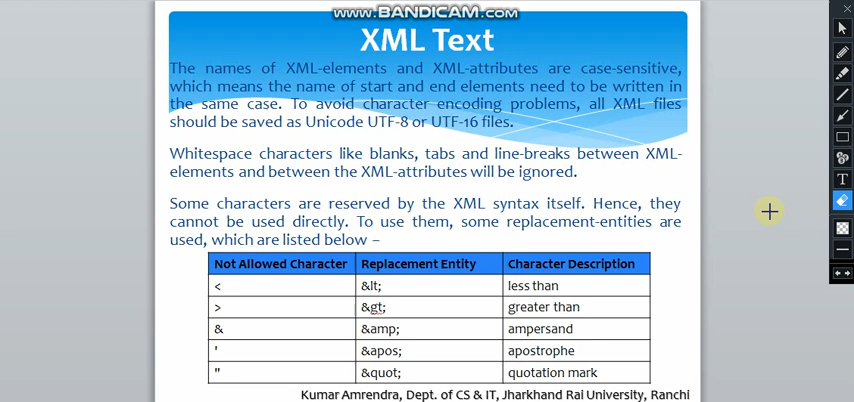 www.BANDICAM.com
XML Text
The names of XML-elements and XML-attributes are case-sensitive,
which means the name of start and end elements need to be written in
the same case. To avoid character encoding problems, all XML files
should be saved as Unicode UTF-8 or UTF-16 files.
Whitespace characters like blanks, tabs and line-breaks between XML-
elements and between the XML-attributes will be ignored.
Some characters are reserved by the XML syntax itself. Hence, they
cannot be used directly. To use them, some replacement-entities are
used, which are listed below –
Not Allowed Character Replacement Entity Character Description
< &lt; less than
> &gt; greater than
& &amp; ampersand
' &apos; apostrophe
" &quot; quotation mark
Kumar Amrendra, Dept. of CS & IT, Jharkhand Rai University, Ranchi